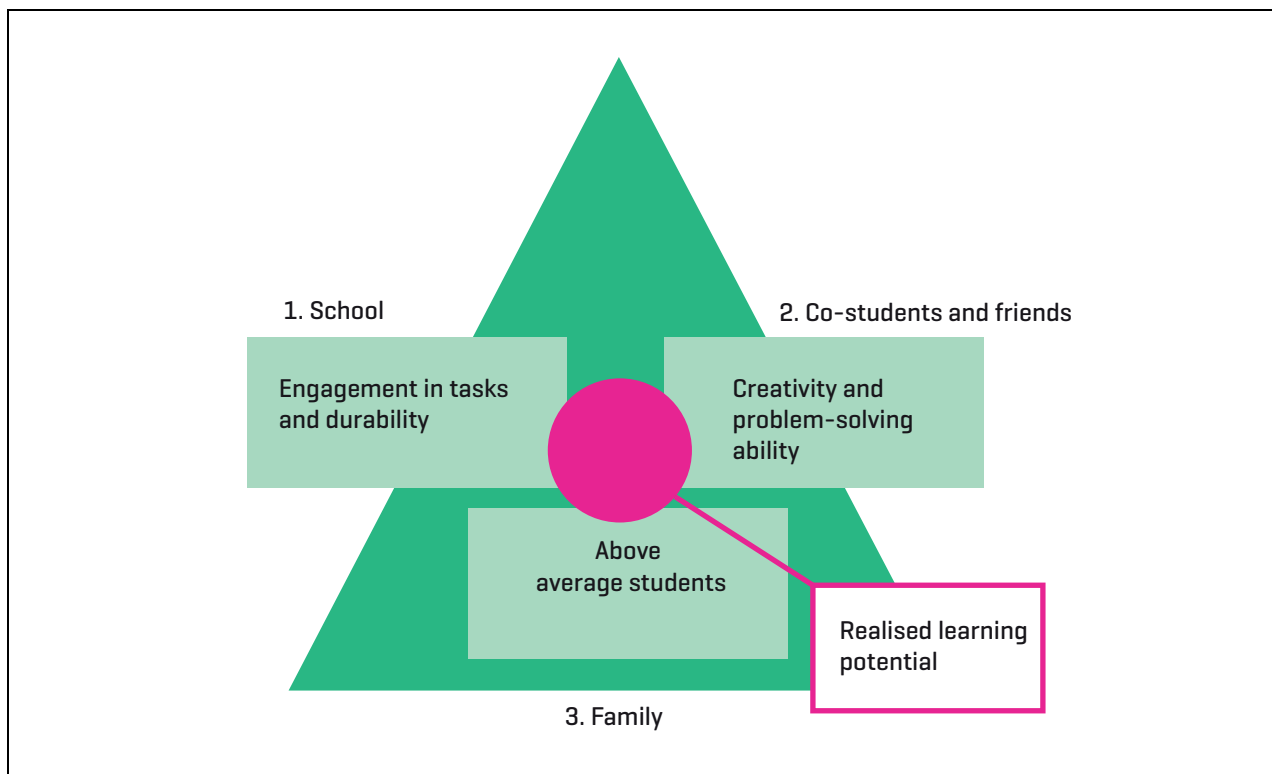 1. School
2. Co-students and friends
Engagement in tasks
and durability
Creativity and
problem-solving
ability
Above
average students
Realised learning
potential
3. Family